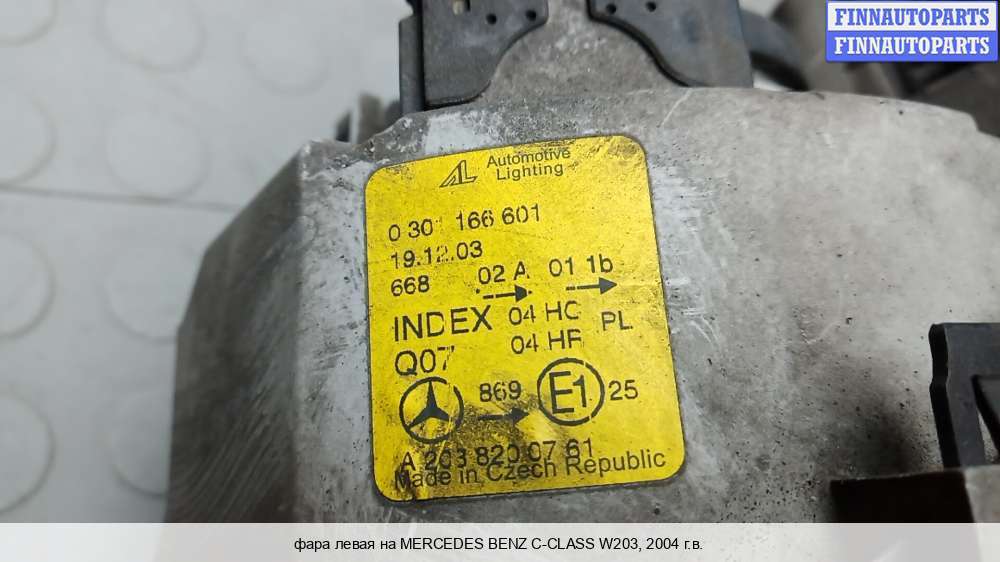 FINNAUTOPARTS
FINNAUTOPARTS
AL Automotive
Lighting
0 301 166 601
19.12.03
668 02 A 01 1b
INDEX 04 HC PL
Q07 04 HR
869 E1 25
A 203 820 07 61
Made in Czech Republic
фара левая на MERCEDES BENZ C-CLASS W203, 2004 г.в.